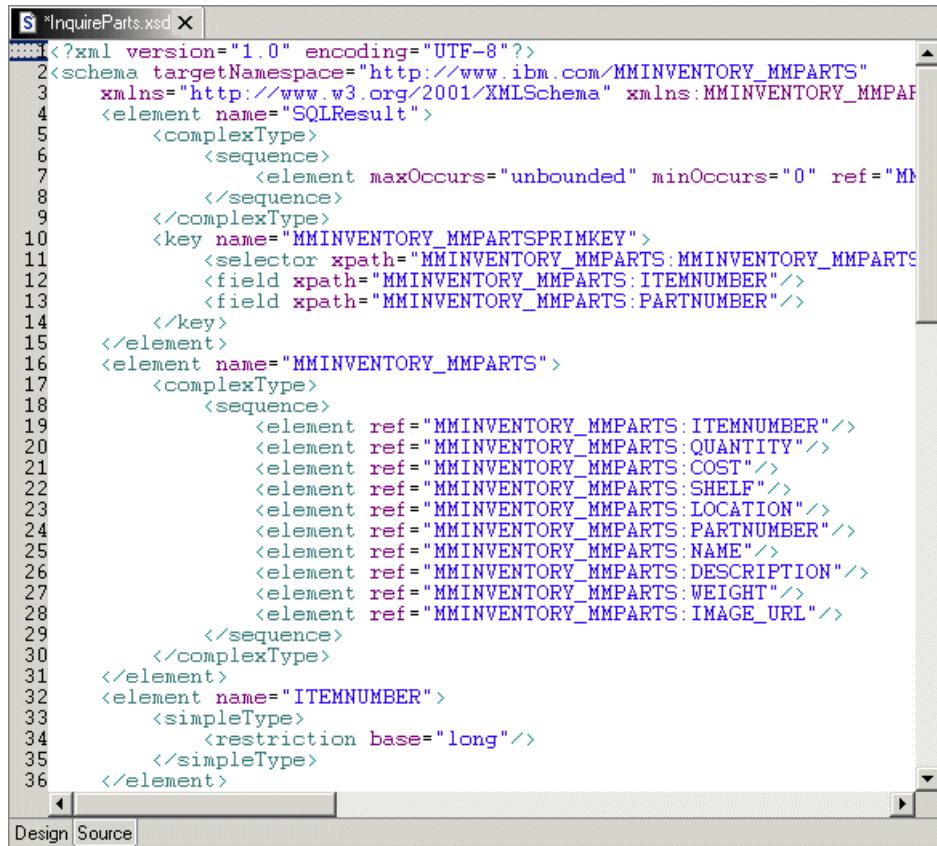 *InquireParts.xsd
1<?xml version="1.0" encoding="UTF-8"?>
2<schema targetNamespace="http://www.ibm.com/MMINVENTORY_MMPARTS"
3 xmlns="http://www.w3.org/2001/XMLSchema" xmlns:MMINVENTORY_MMPAR
4 <element name="SQLResult">
5 <complexType>
6 <sequence>
7 <element maxOccurs="unbounded" minOccurs="0" ref="MM
8 </sequence>
9 </complexType>
10 <key name="MMINVENTORY_MMPARTSPRIMKEY">
11 <selector xpath="MMINVENTORY_MMPARTS:MMINVENTORY_MMPARTS
12 <field xpath="MMINVENTORY_MMPARTS:ITEMNUMBER"/>
13 <field xpath="MMINVENTORY_MMPARTS:PARTNUMBER"/>
14 </key>
15 </element>
16 <element name="MMINVENTORY_MMPARTS">
17 <complexType>
18 <sequence>
19 <element ref="MMINVENTORY_MMPARTS:ITEMNUMBER"/>
20 <element ref="MMINVENTORY_MMPARTS:QUANTITY"/>
21 <element ref="MMINVENTORY_MMPARTS:COST"/>
22 <element ref="MMINVENTORY_MMPARTS:SHELF"/>
23 <element ref="MMINVENTORY_MMPARTS:LOCATION"/>
24 <element ref="MMINVENTORY_MMPARTS:PARTNUMBER"/>
25 <element ref="MMINVENTORY_MMPARTS:NAME"/>
26 <element ref="MMINVENTORY_MMPARTS:DESCRIPTION"/>
27 <element ref="MMINVENTORY_MMPARTS:WEIGHT"/>
28 <element ref="MMINVENTORY_MMPARTS:IMAGE_URL"/>
29 </sequence>
30 </complexType>
31 </element>
32 <element name="ITEMNUMBER">
33 <simpleType>
34 <restriction base="long"/>
35 </simpleType>
36 </element>
Design Source